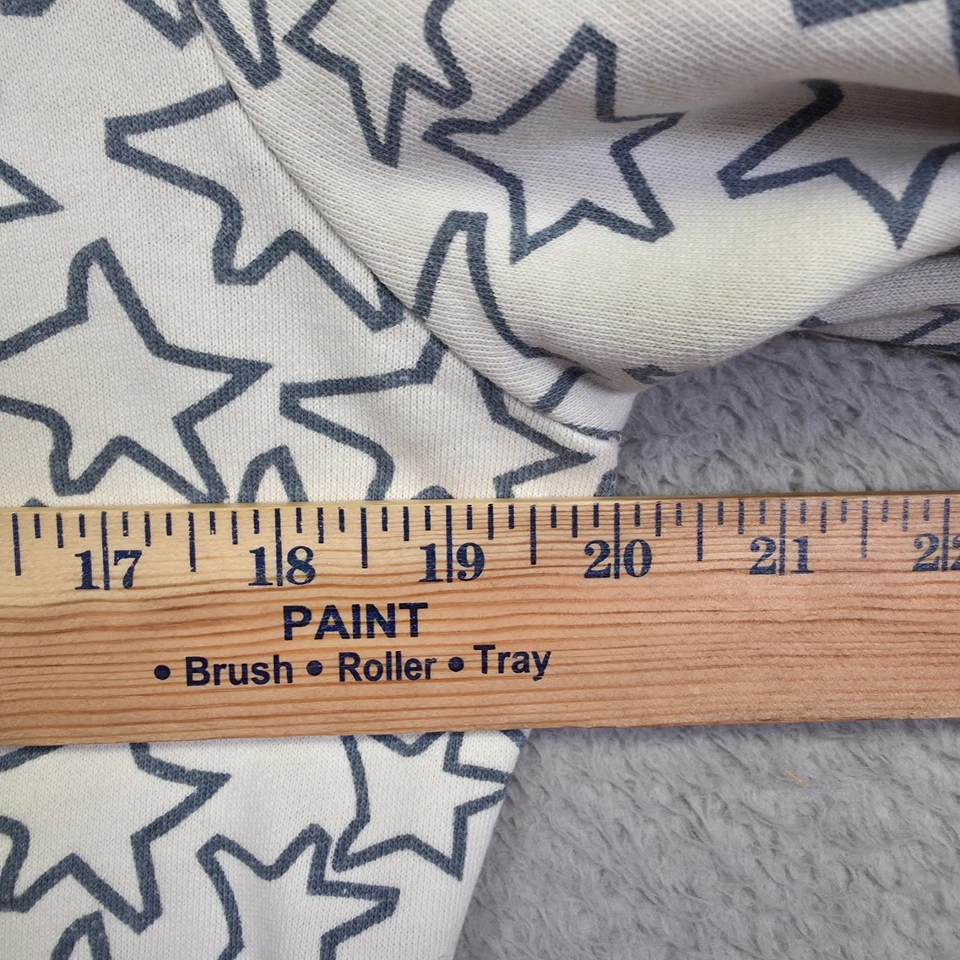 17 18 19 20 21 22
PAINT
• Brush • Roller • Tray